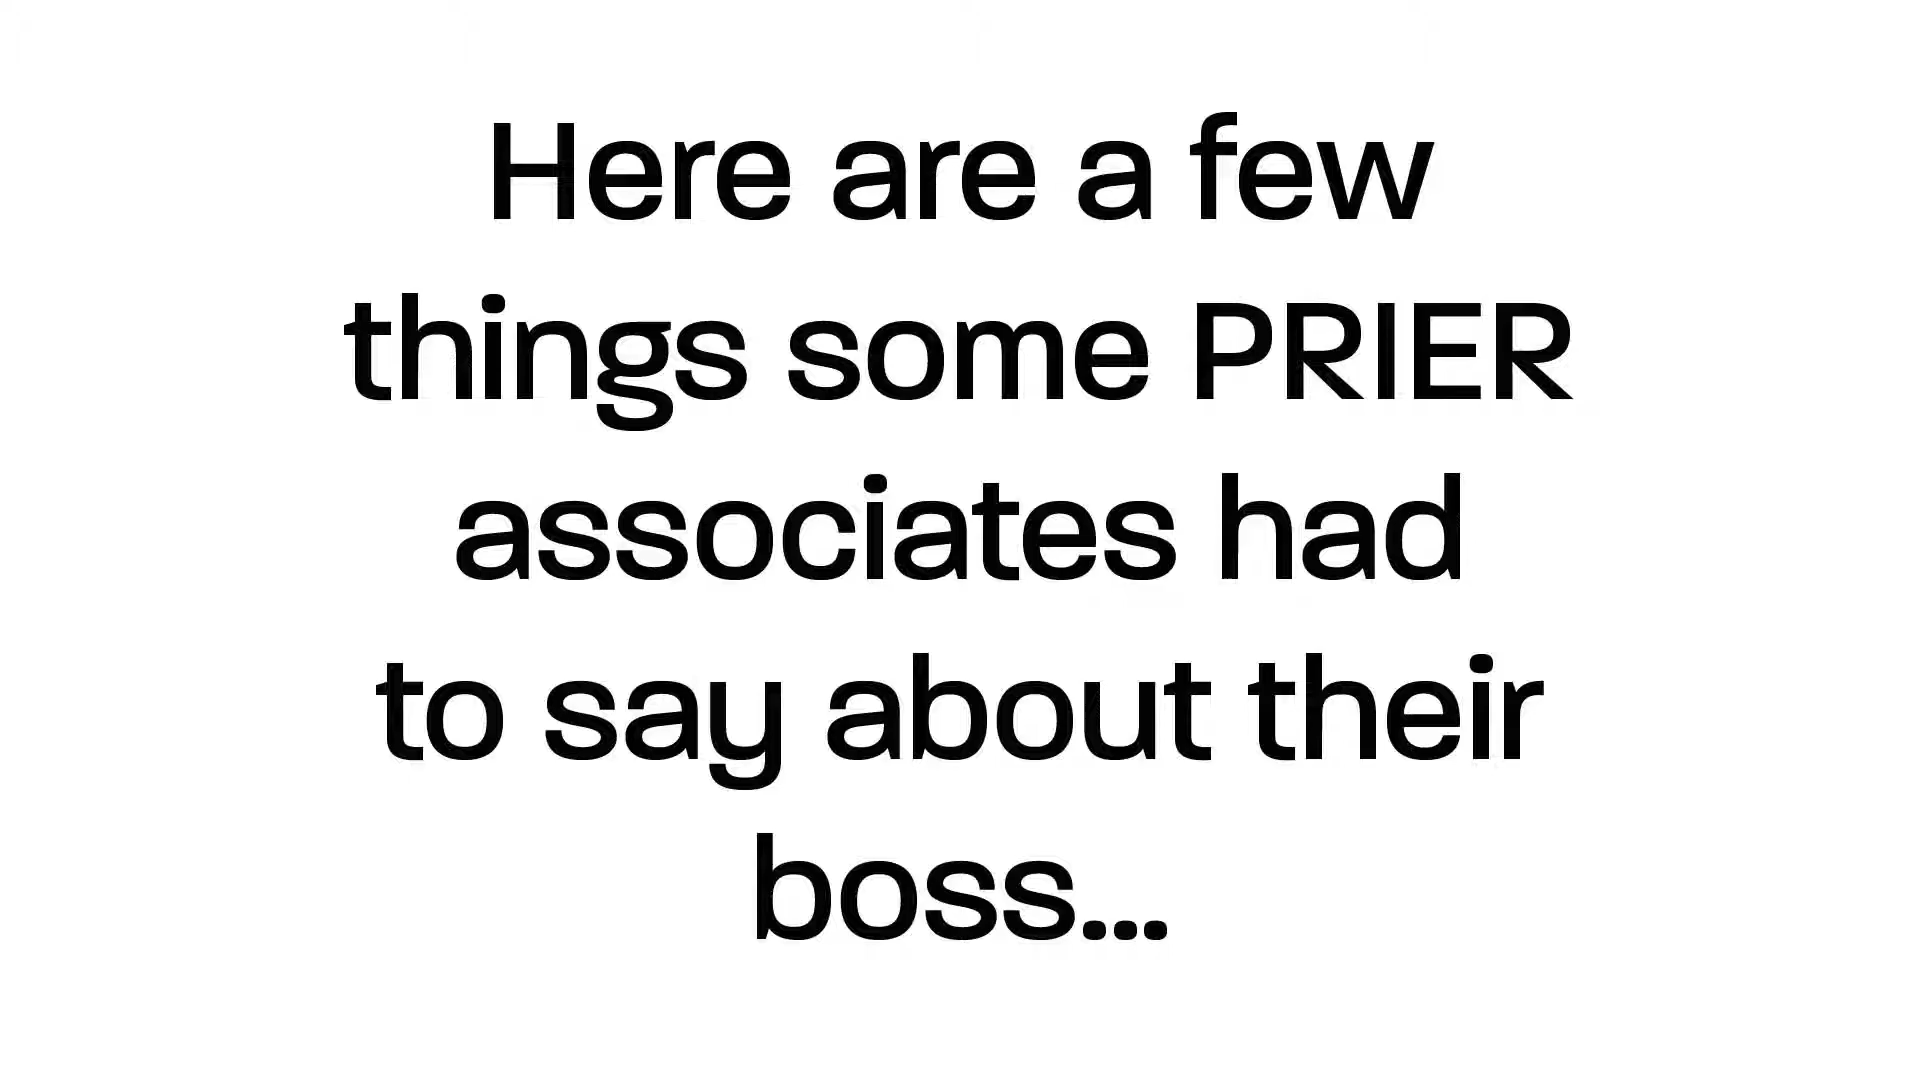 Here are a few
things some PRIER
associates had
to say about their
boss...